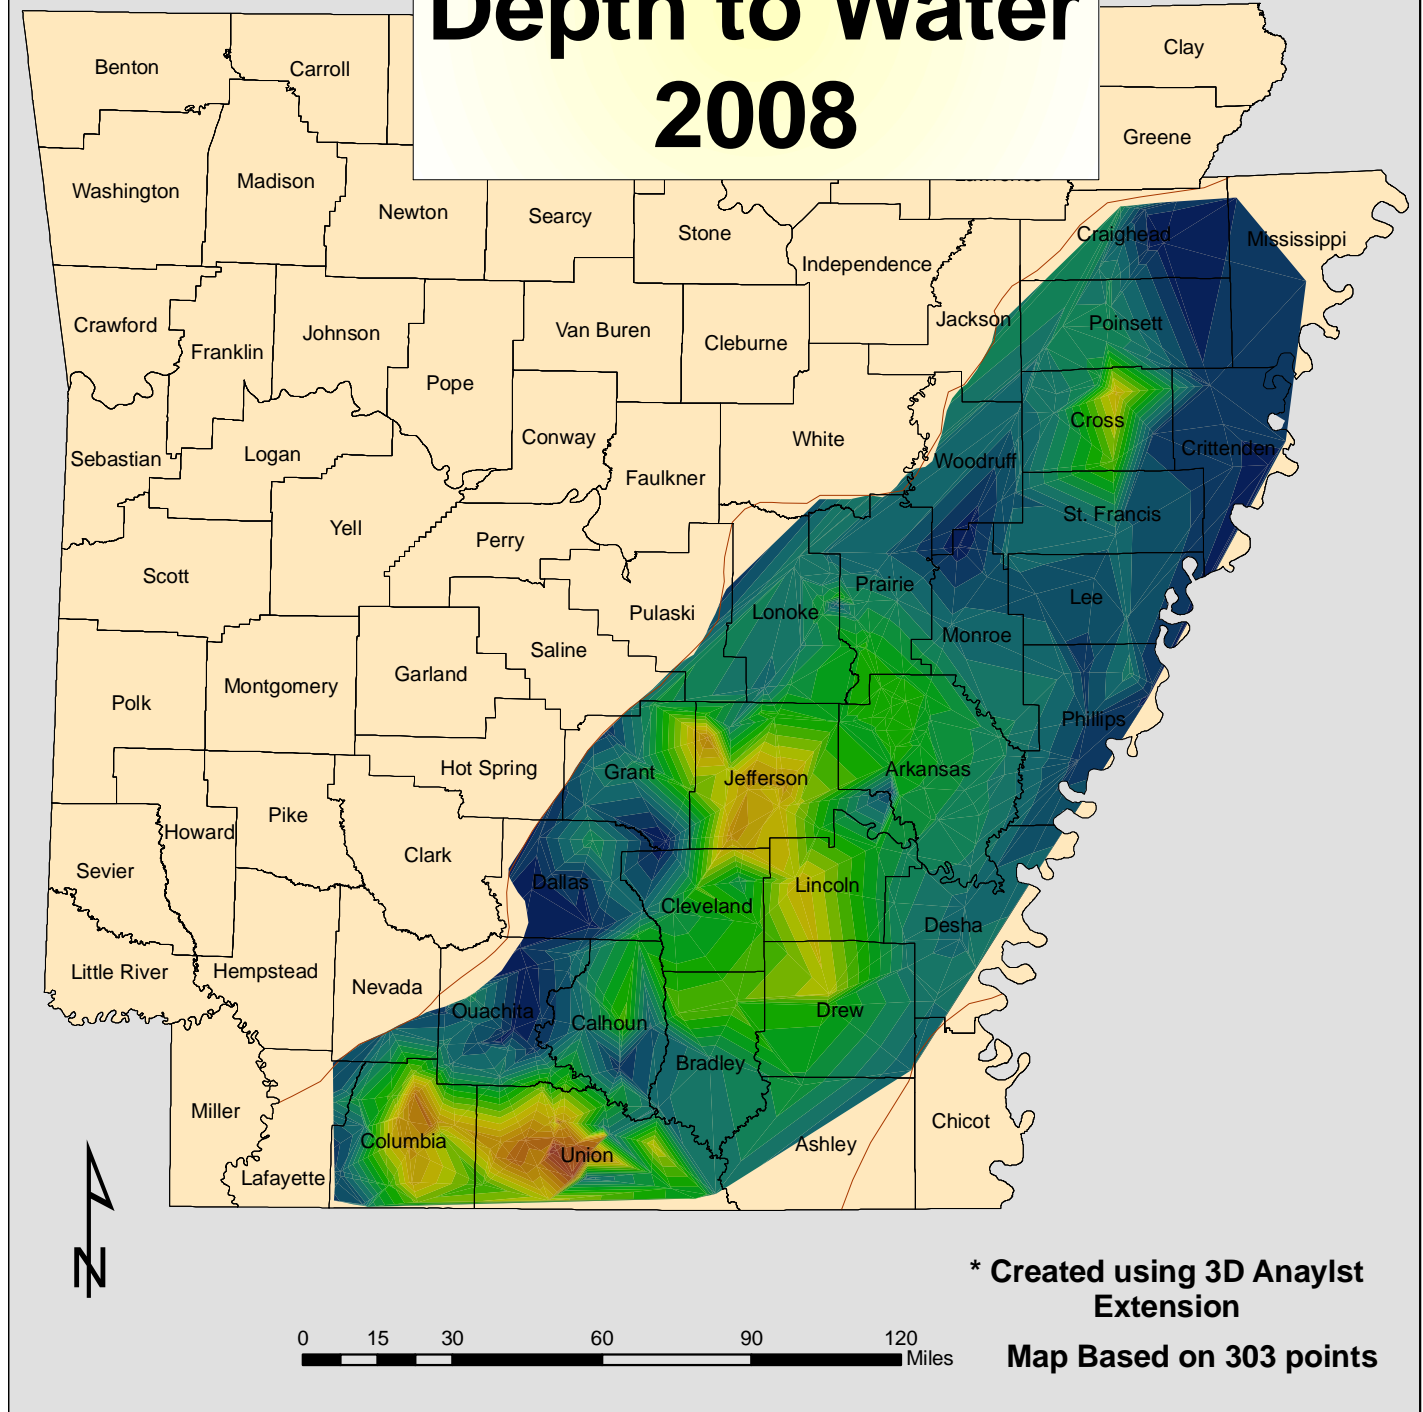 Depth to Water
2008
Benton
Carroll
Clay
Greene
Washington
Madison
Newton
Searcy
Stone
Independence
Craighead
Mississippi
Crawford
Franklin
Johnson
Pope
Van Buren
Cleburne
Jackson
Poinsett
Sebastian
Logan
Conway
Faulkner
White
Woodruff
Cross
Crittenden
Scott
Yell
Perry
Pulaski
Lonoke
Prairie
St. Francis
Lee
Monroe
Polk
Montgomery
Garland
Saline
Hot Spring
Grant
Jefferson
Arkansas
Phillips
Sevier
Howard
Pike
Clark
Dallas
Cleveland
Lincoln
Desha
Little River
Hempstead
Nevada
Ouachita
Calhoun
Bradley
Drew
Miller
Lafayette
Columbia
Union
Ashley
Chicot
N
* Created using 3D Anaylst
Extension
0 15 30 60 90 120
Miles
Map Based on 303 points